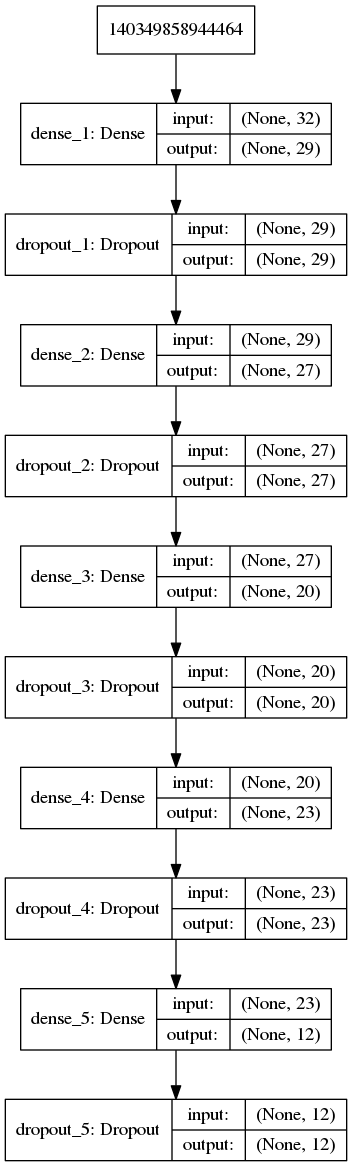 140349858944464
dense_1: Dense
input: (None, 32)
output: (None, 29)
dropout_1: Dropout
input: (None, 29)
output: (None, 29)
dense_2: Dense
input: (None, 29)
output: (None, 27)
dropout_2: Dropout
input: (None, 27)
output: (None, 27)
dense_3: Dense
input: (None, 27)
output: (None, 20)
dropout_3: Dropout
input: (None, 20)
output: (None, 20)
dense_4: Dense
input: (None, 20)
output: (None, 23)
dropout_4: Dropout
input: (None, 23)
output: (None, 23)
dense_5: Dense
input: (None, 23)
output: (None, 12)
dropout_5: Dropout
input: (None, 12)
output: (None, 12)